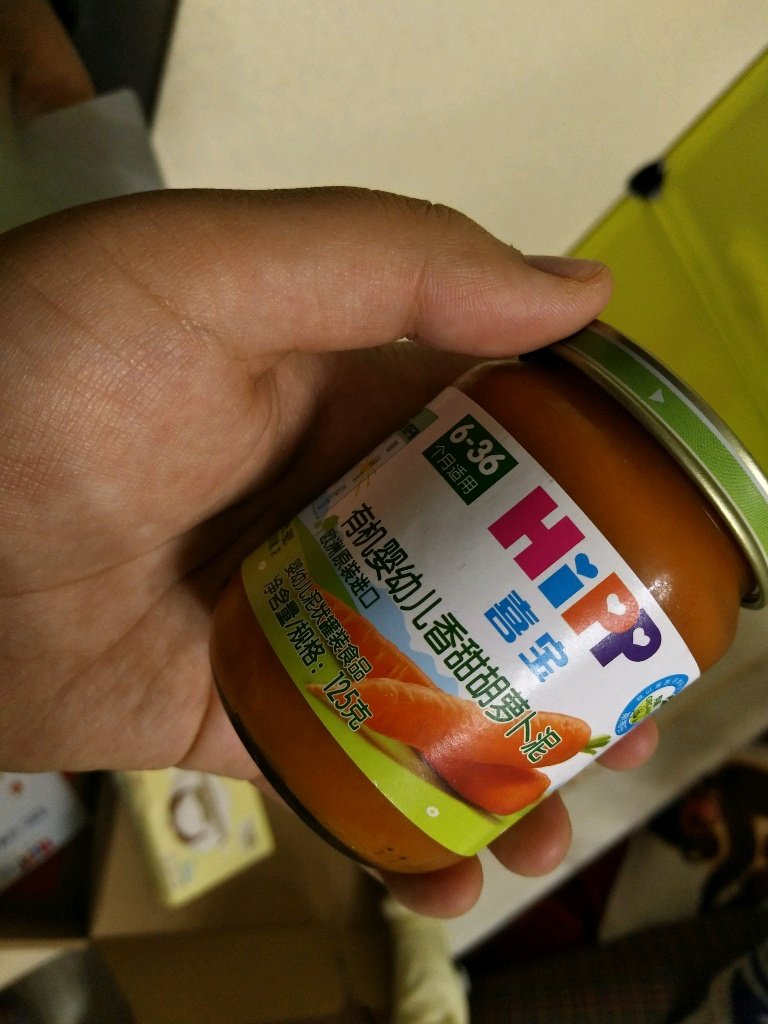 6-36
个月适用
HiPP
喜宝
有机婴幼儿香甜胡萝卜泥
欧洲原装进口
婴幼儿泥状罐装食品
净含量/规格：125克